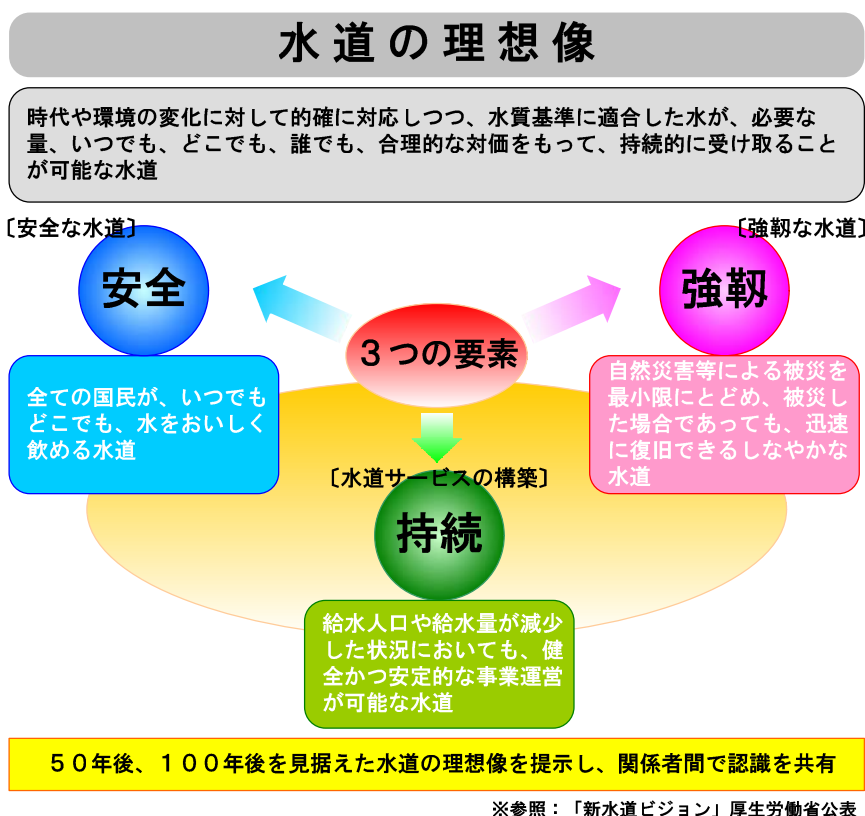 水道の理想像
時代や環境の変化に対して的確に対応しつつ、水質基準に適合した水が、必要な
量、いつでも、どこでも、誰でも、合理的な対価をもって、持続的に受け取ること
が可能な水道
〔安全な水道〕
〔強靱な水道〕
安全
強靱
３つの要素
全ての国民が、いつでも
どこでも、水をおいしく
飲める水道
自然災害等による被災を
最小限にとどめ、被災し
た場合であっても、迅速
に復旧できるしなやかな
水道
〔水道サービスの構築〕
持続
給水人口や給水量が減少
した状況においても、健
全かつ安定的な事業運営
が可能な水道
５０年後、１００年後を見据えた水道の理想像を提示し、関係者間で認識を共有
※参照：「新水道ビジョン」厚生労働省公表